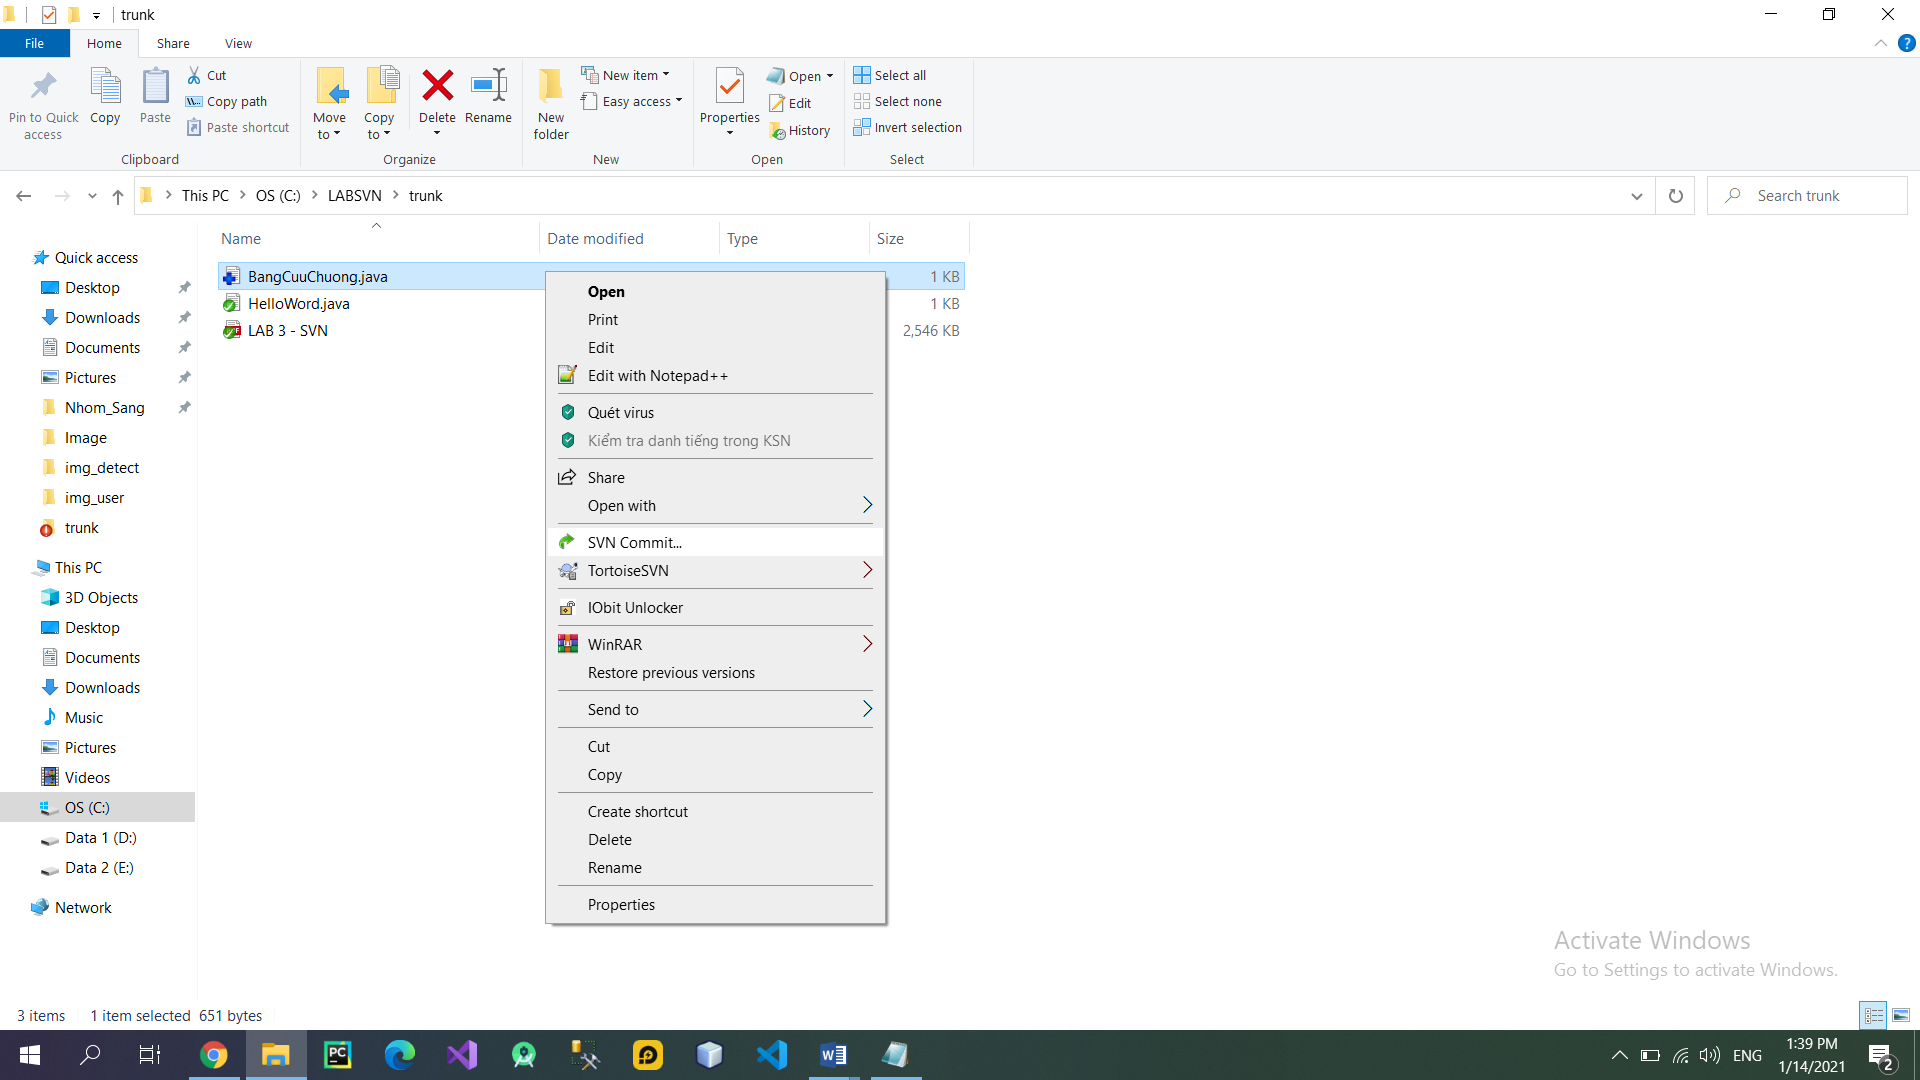 trunk
File Home Share View
Pin to Quick access
Copy
Paste
Cut
Copy path
Paste shortcut
Clipboard
Move to
Copy to
Delete
Rename
Organize
New folder
New item
Easy access
New
Properties
Open
Edit
History
Open
Select all
Select none
Invert selection
Select
This PC > OS (C:) > LABSVN > trunk
Search trunk
Name Date modified Type Size
BangCuuChuong.java 1 KB
HelloWord.java 1 KB
LAB 3 - SVN 2,546 KB
Quick access
Desktop
Downloads
Documents
Pictures
Nhom_Sang
Image
img_detect
img_user
trunk
This PC
3D Objects
Desktop
Documents
Downloads
Music
Pictures
Videos
OS (C:)
Data 1 (D:)
Data 2 (E:)
Network
Open
Print
Edit
Edit with Notepad++
Quét virus
Kiểm tra danh tiếng trong KSN
Share
Open with
SVN Commit...
TortoiseSVN
IObit Unlocker
WinRAR
Restore previous versions
Send to
Cut
Copy
Create shortcut
Delete
Rename
Properties
Activate Windows
Go to Settings to activate Windows.
3 items 1 item selected 651 bytes
PC
ENG
1:39 PM
1/14/2021
2